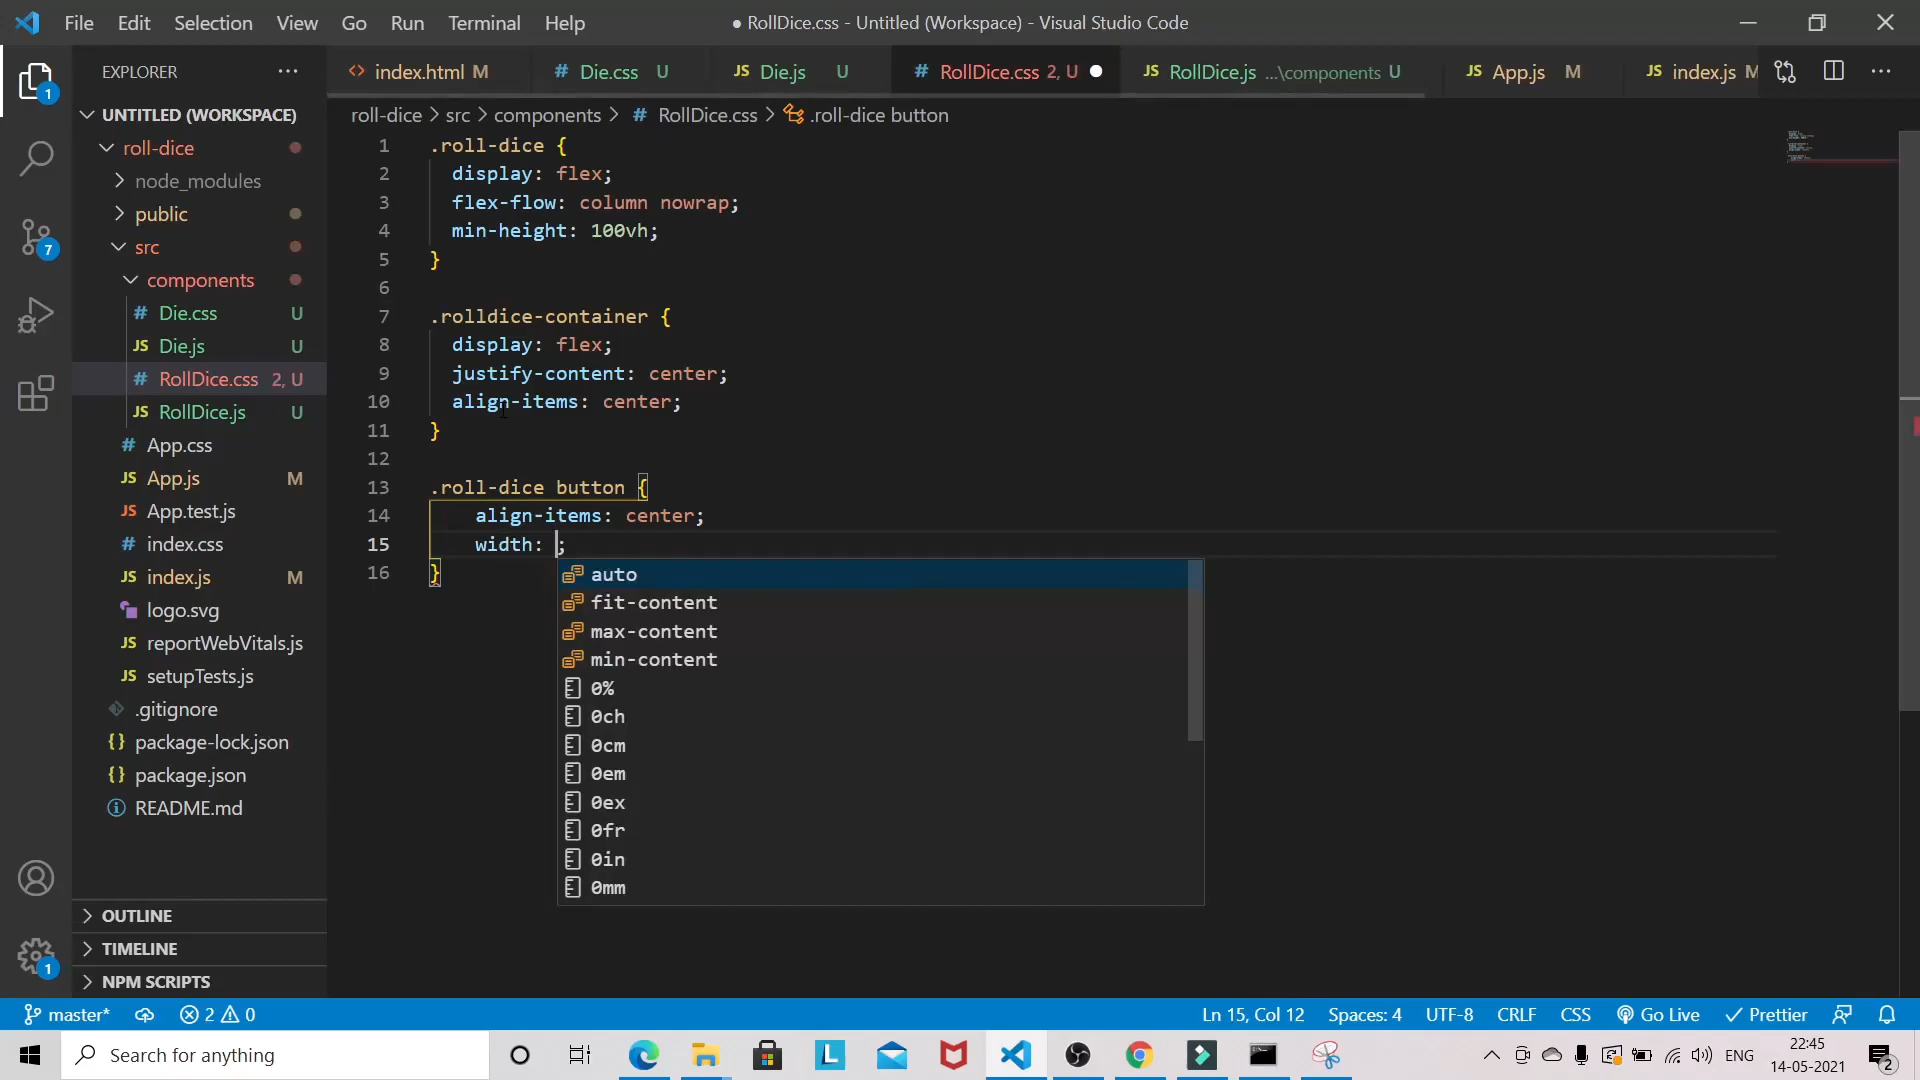 File Edit Selection View Go Run Terminal Help
● RollDice.css - Untitled (Workspace) - Visual Studio Code
EXPLORER
index.html M
# Die.css U
JS Die.js U
# RollDice.css 2, U
JS RollDice.js ...\components U
JS App.js M
JS index.js M
1
UNTITLED (WORKSPACE)
roll-dice
node_modules
public
src
components
# Die.css U
JS Die.js U
# RollDice.css 2, U
JS RollDice.js U
# App.css
JS App.js M
JS App.test.js
# index.css
JS index.js M
logo.svg
JS reportWebVitals.js
JS setupTests.js
.gitignore
{} package-lock.json
{} package.json
README.md
7
OUTLINE
TIMELINE
NPM SCRIPTS
1
roll-dice > src > components > # RollDice.css > .roll-dice button
1 .roll-dice {
2 display: flex;
3 flex-flow: column nowrap;
4 min-height: 100vh;
5 }
6
7 .rolldice-container {
8 display: flex;
9 justify-content: center;
10 align-items: center;
11 }
12
13 .roll-dice button {
14 align-items: center;
15 width: ;
16 }
auto
fit-content
max-content
min-content
0%
0ch
0cm
0em
0ex
0fr
0in
0mm
master* 2 0 Ln 15, Col 12 Spaces: 4 UTF-8 CRLF CSS Go Live Prettier
Search for anything
L
ENG
22:45
14-05-2021
2